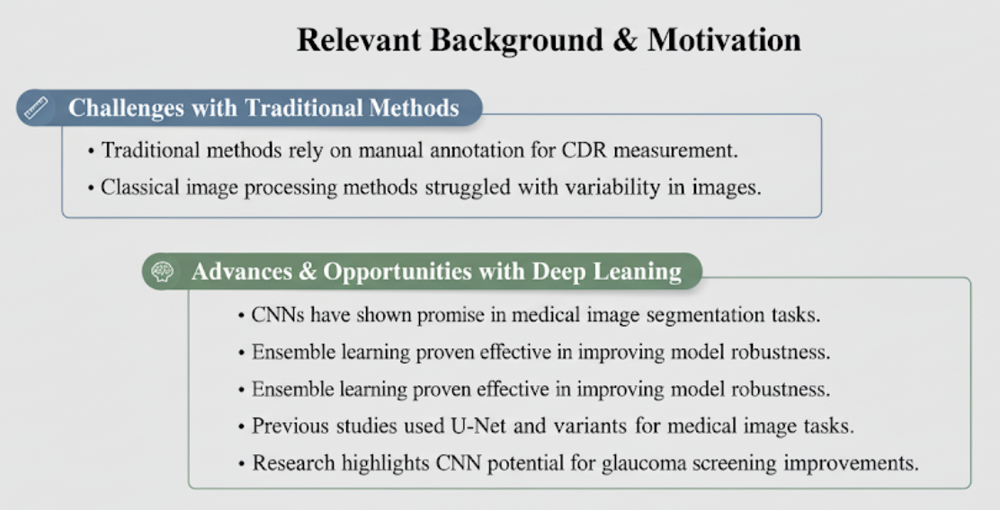 Relevant Background & Motivation
Challenges with Traditional Methods
• Traditional methods rely on manual annotation for CDR measurement.
• Classical image processing methods struggled with variability in images.
Advances & Opportunities with Deep Leaning
• CNNs have shown promise in medical image segmentation tasks.
• Ensemble learning proven effective in improving model robustness.
• Ensemble learning proven effective in improving model robustness.
• Previous studies used U-Net and variants for medical image tasks.
• Research highlights CNN potential for glaucoma screening improvements.